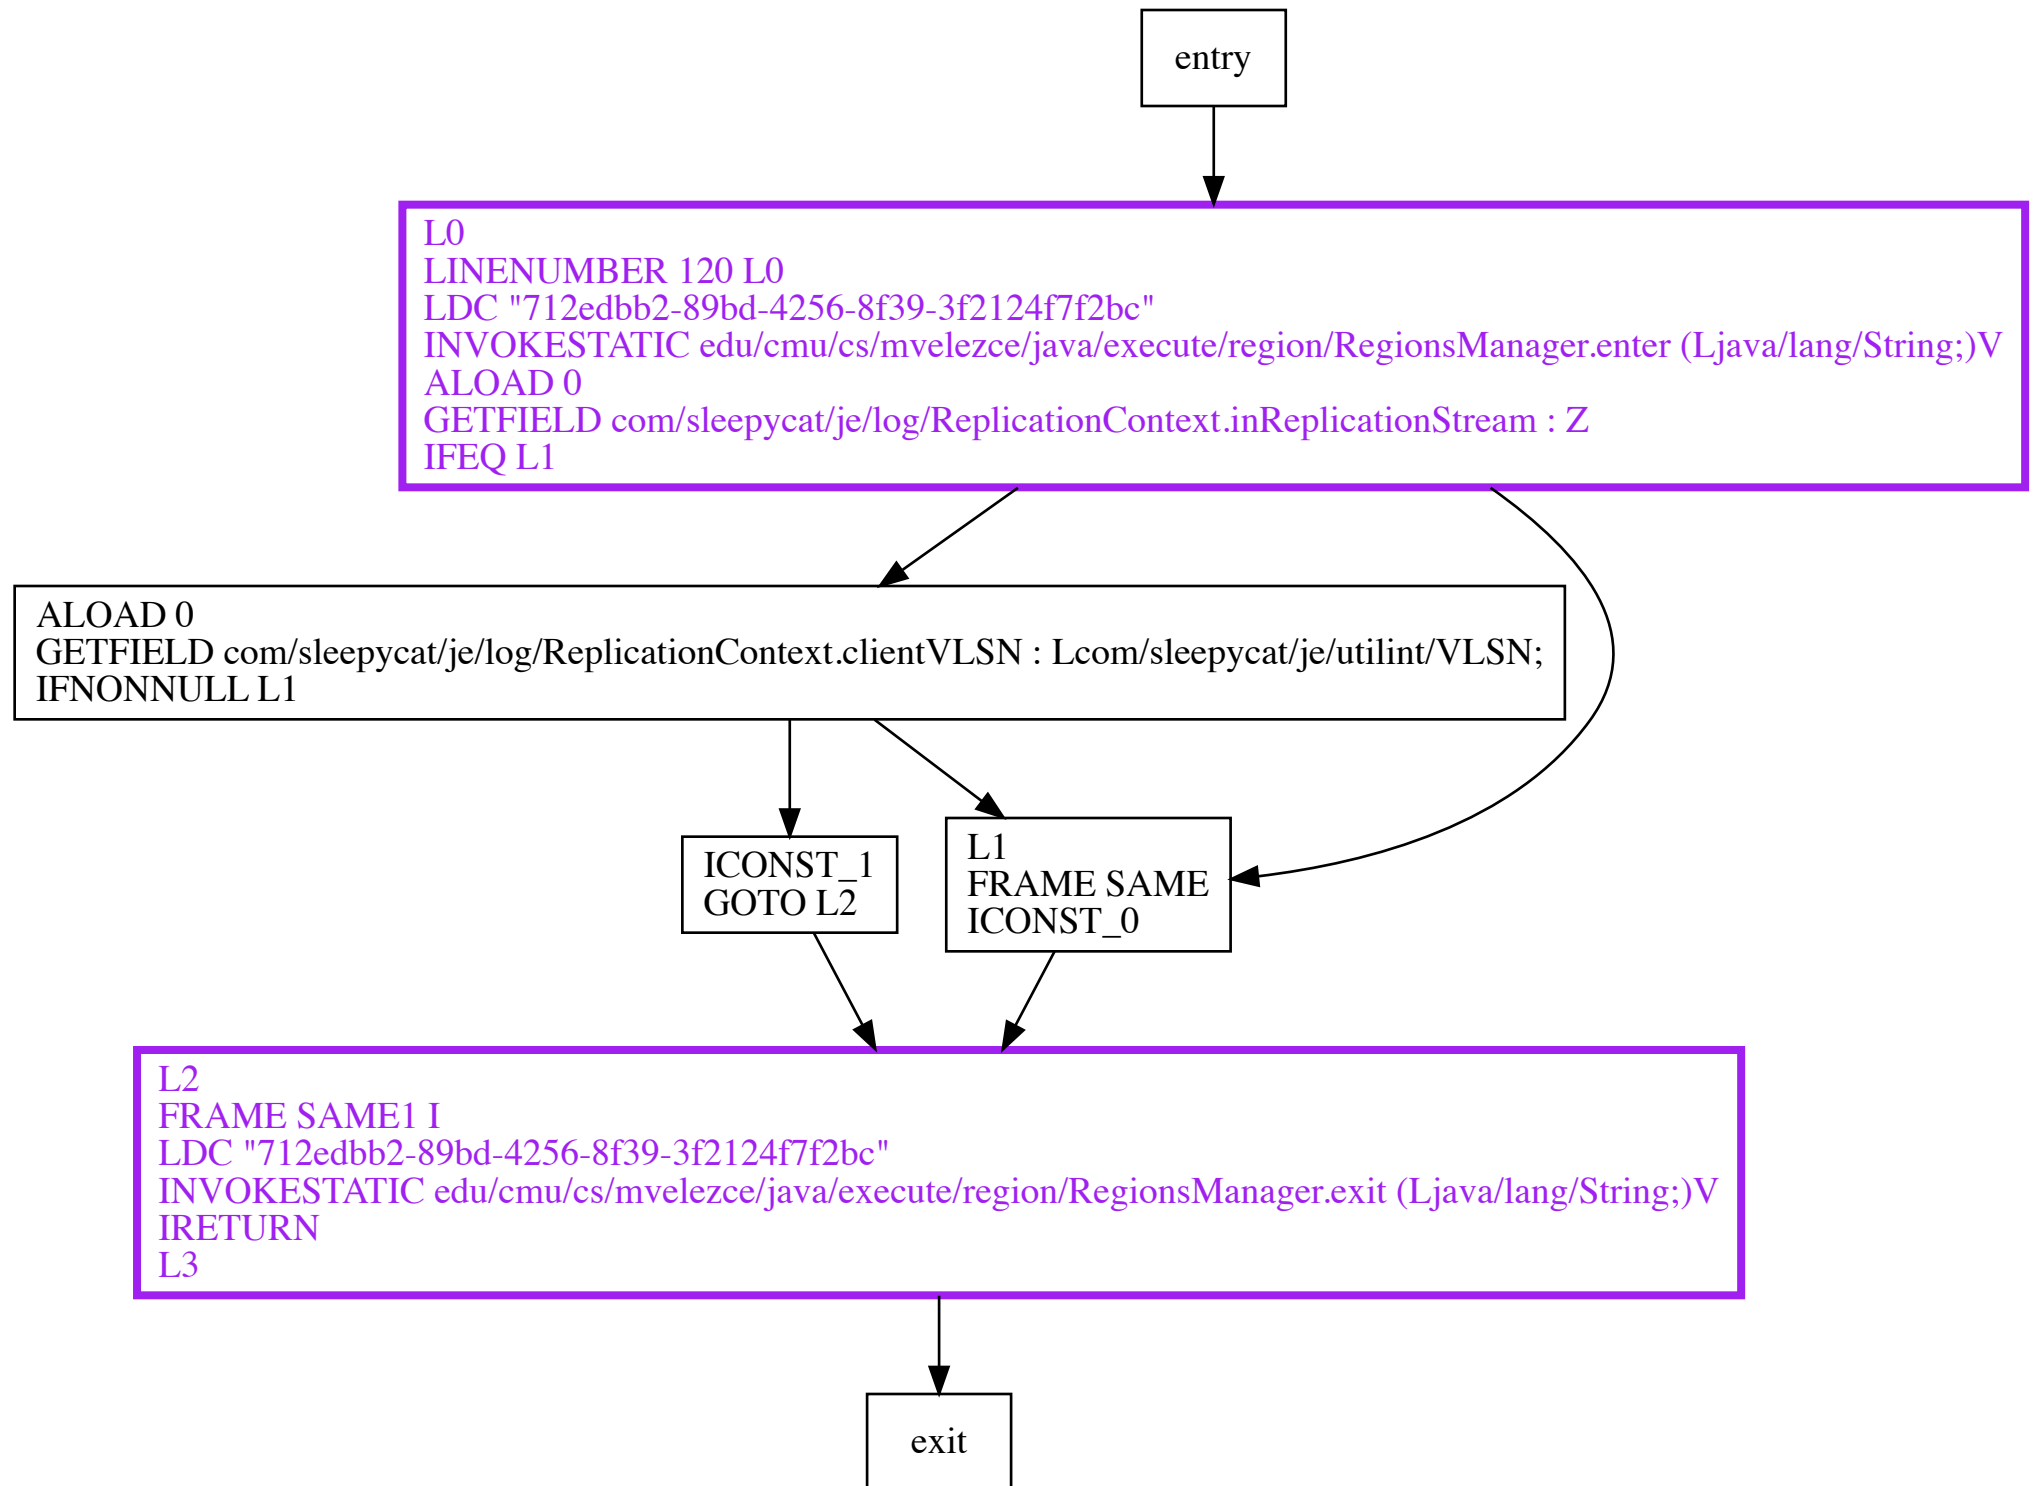 entry
L0
LINENUMBER 120 L0
LDC "712edbb2-89bd-4256-8f39-3f2124f7f2bc"
INVOKESTATIC edu/cmu/cs/mvelezce/java/execute/region/RegionsManager.enter (Ljava/lang/String;)V
ALOAD 0
GETFIELD com/sleepycat/je/log/ReplicationContext.inReplicationStream : Z
IFEQ L1
ALOAD 0
GETFIELD com/sleepycat/je/log/ReplicationContext.clientVLSN : Lcom/sleepycat/je/utilint/VLSN;
IFNONNULL L1
ICONST_1
GOTO L2
L1
FRAME SAME
ICONST_0
L2
FRAME SAME1 I
LDC "712edbb2-89bd-4256-8f39-3f2124f7f2bc"
INVOKESTATIC edu/cmu/cs/mvelezce/java/execute/region/RegionsManager.exit (Ljava/lang/String;)V
IRETURN
L3
exit